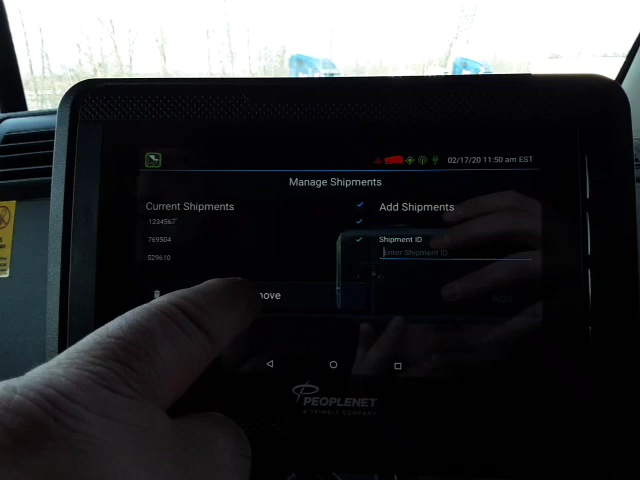 02/17/20 11:50 am EST
Manage Shipments
Current Shipments
1234567
769504
529610
Add Shipments
Shipment ID
Enter Shipment ID
move
Add
PEOPLENET
A TRIMBLE COMPANY